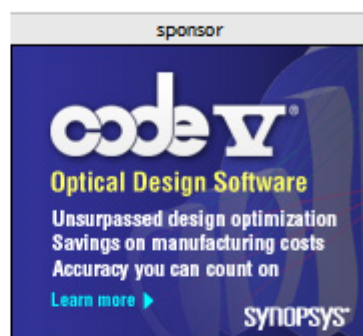 sponsor
code V®
Optical Design Software
Unsurpassed design optimization
Savings on manufacturing costs
Accuracy you can count on
Learn more
SYNOPSYS®